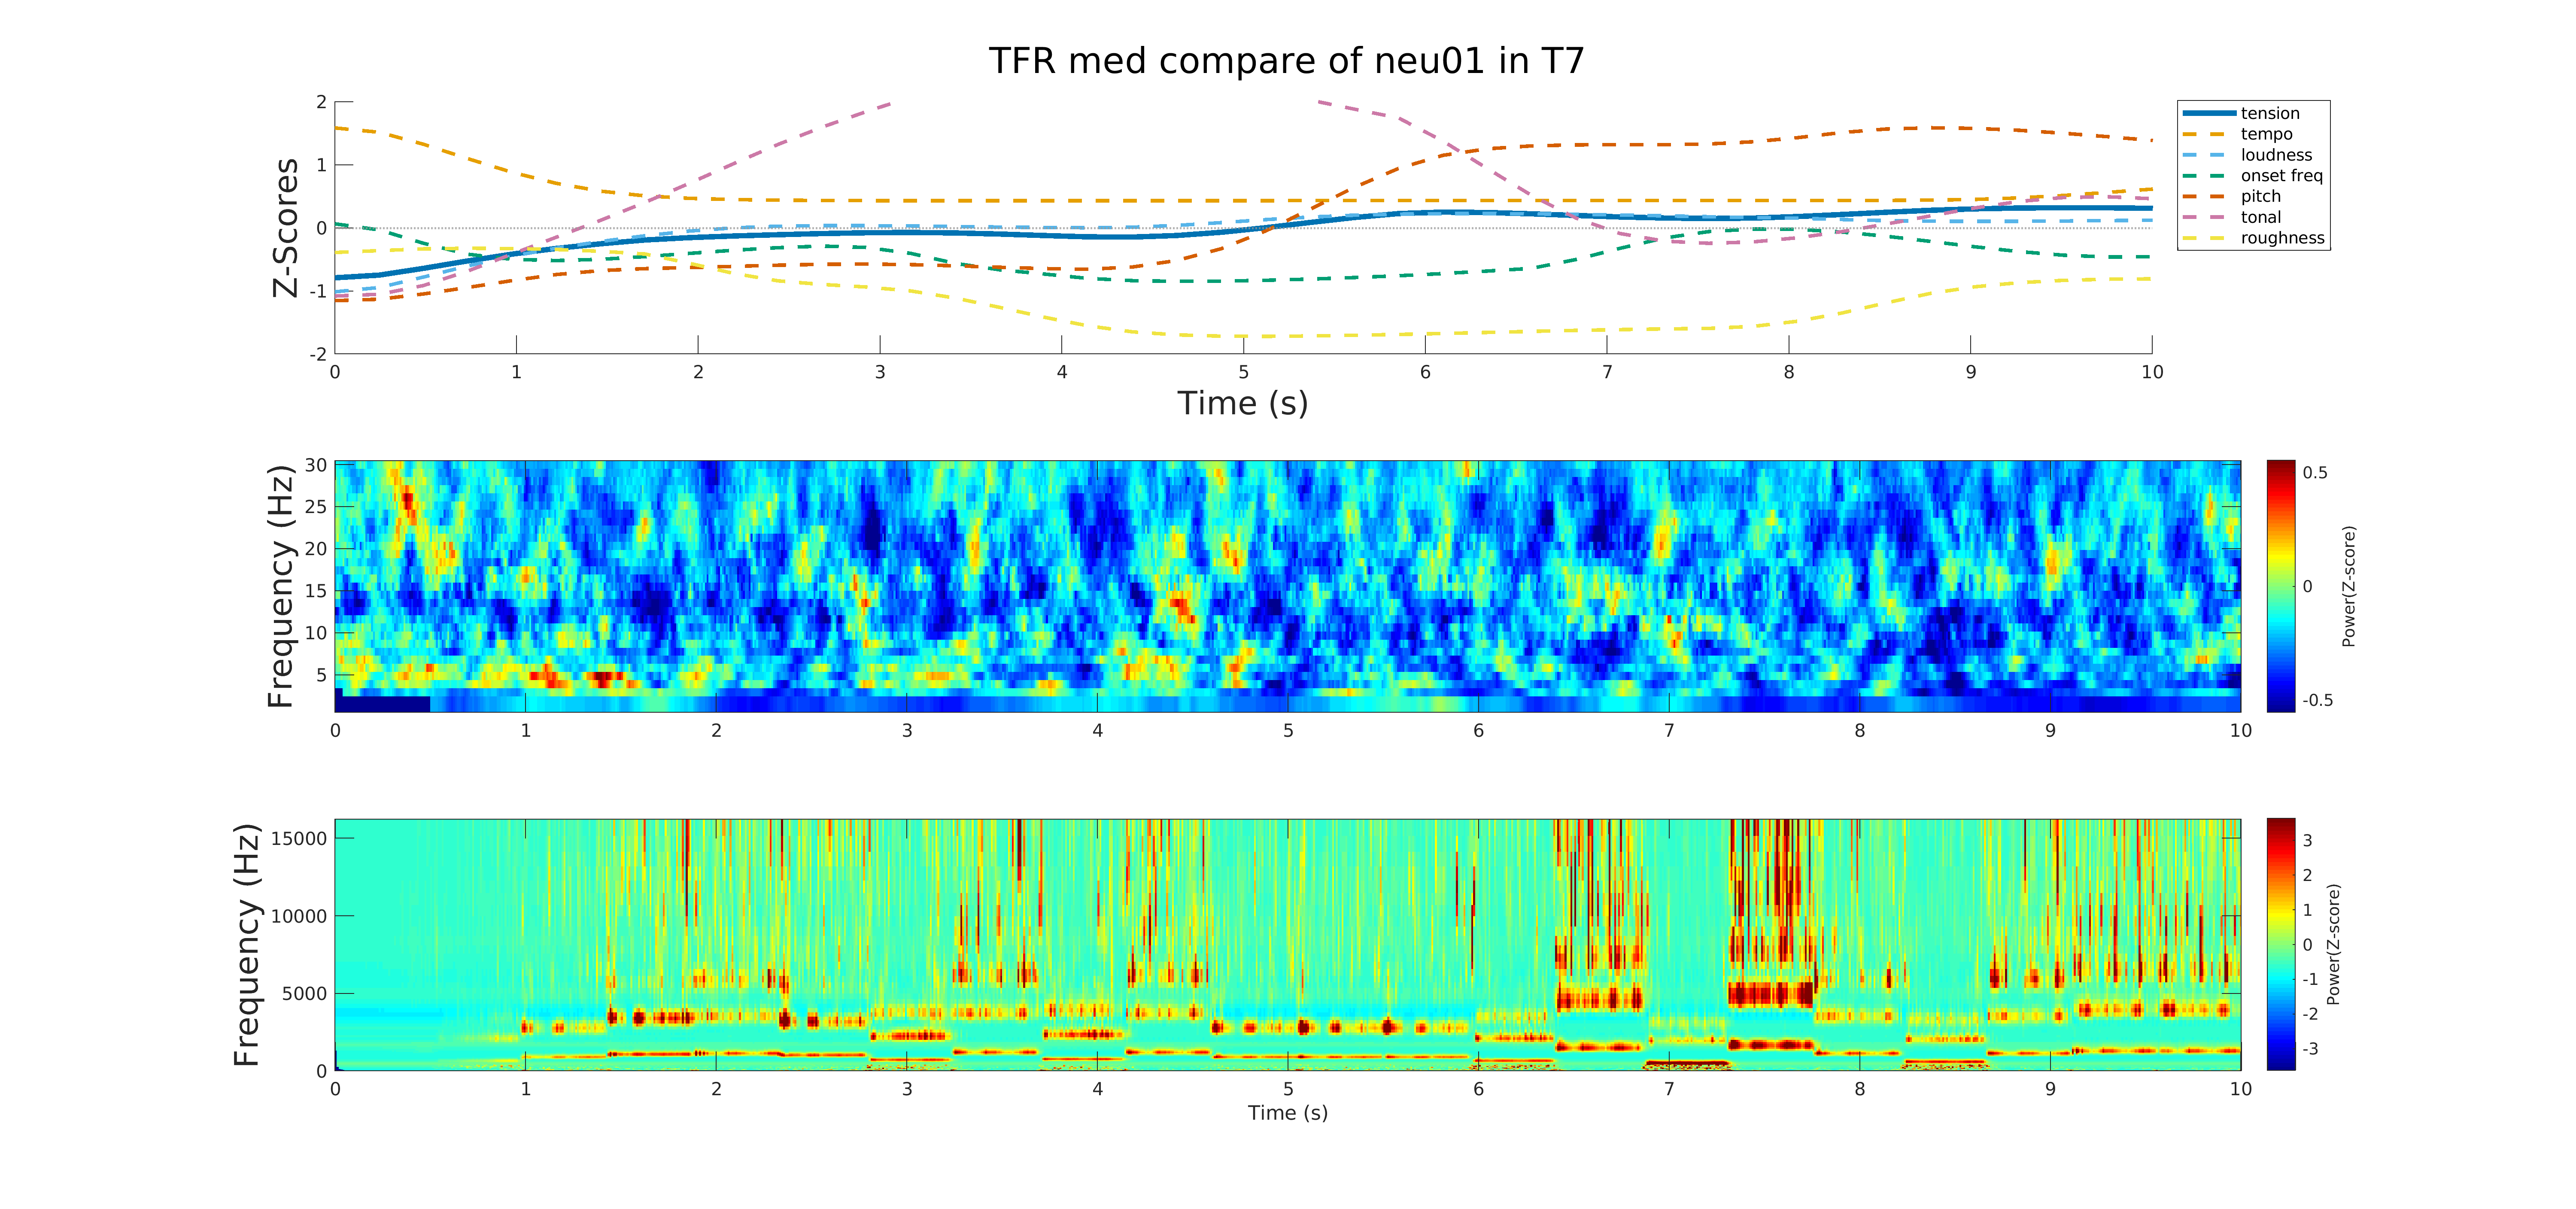 TFR med compare of neu01 in T7
Z-Scores
2
1
0
-1
-2
0 1 2 3 4 5 6 7 8 9 10
Time (s)
tension
tempo
loudness
onset freq
pitch
tonal
roughness
Frequency (Hz)
30
25
20
15
10
5
0 1 2 3 4 5 6 7 8 9 10
0.5
0
-0.5
Power(Z-score)
Frequency (Hz)
15000
10000
5000
0
0 1 2 3 4 5 6 7 8 9 10
Time (s)
3
2
1
0
-1
-2
-3
Power(Z-score)